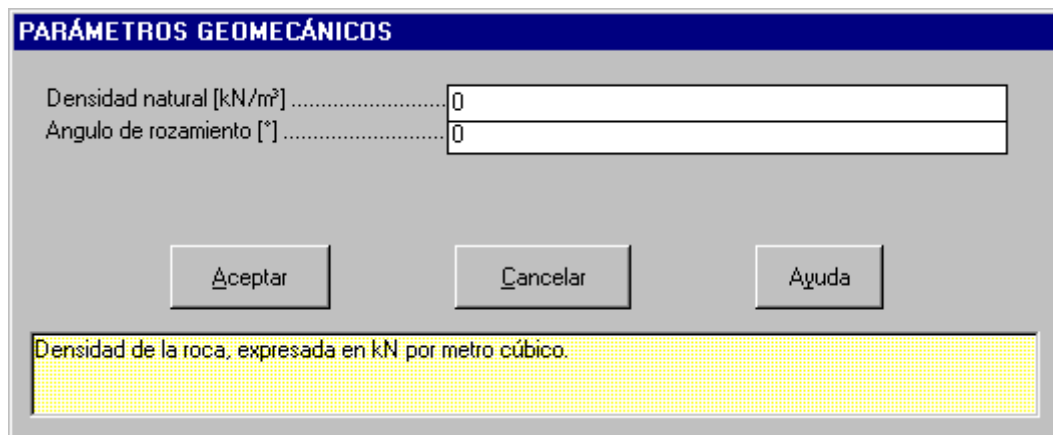 PARÁMETROS GEOMECÁNICOS
Densidad natural [kN/m³] .......................... 0
Angulo de rozamiento [°] ........................... 0
Aceptar Cancelar Ayuda
Densidad de la roca, expresada en kN por metro cúbico.